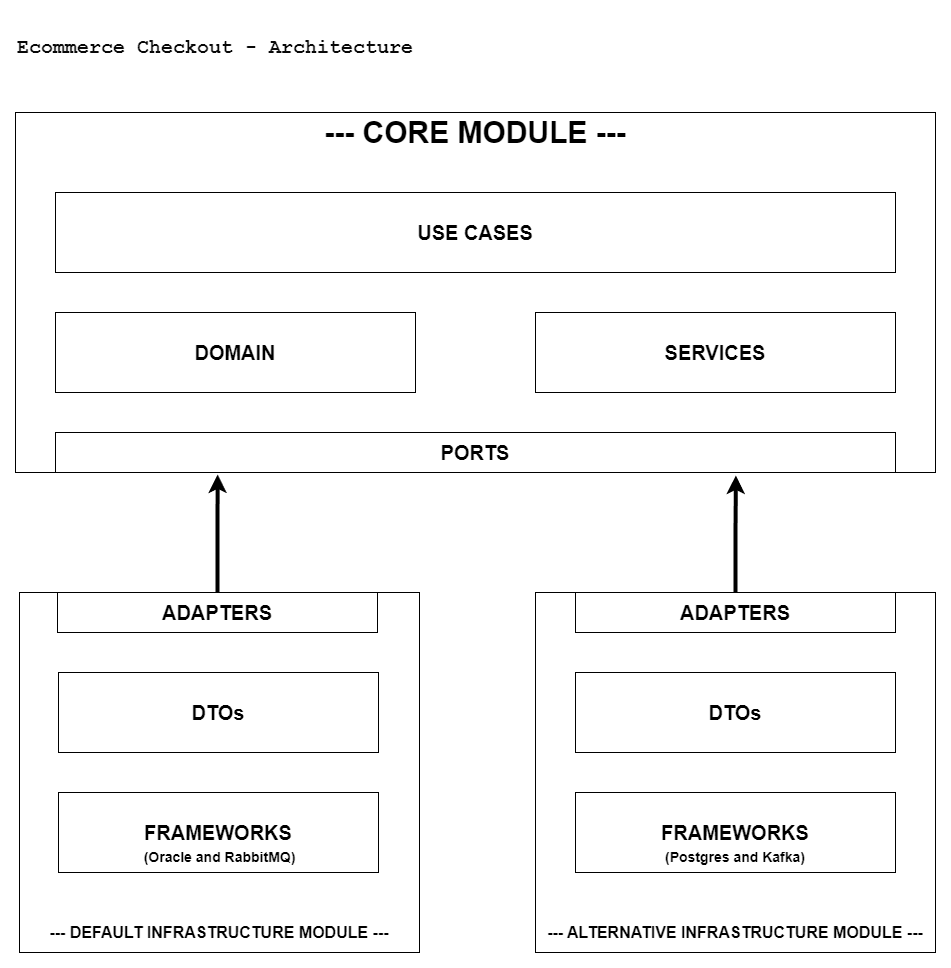 Ecommerce Checkout - Architecture
--- CORE MODULE ---
USE CASES
DOMAIN
SERVICES
PORTS
ADAPTERS
DTOs
FRAMEWORKS
(Oracle and RabbitMQ)
--- DEFAULT INFRASTRUCTURE MODULE ---
ADAPTERS
DTOs
FRAMEWORKS
(Postgres and Kafka)
--- ALTERNATIVE INFRASTRUCTURE MODULE ---